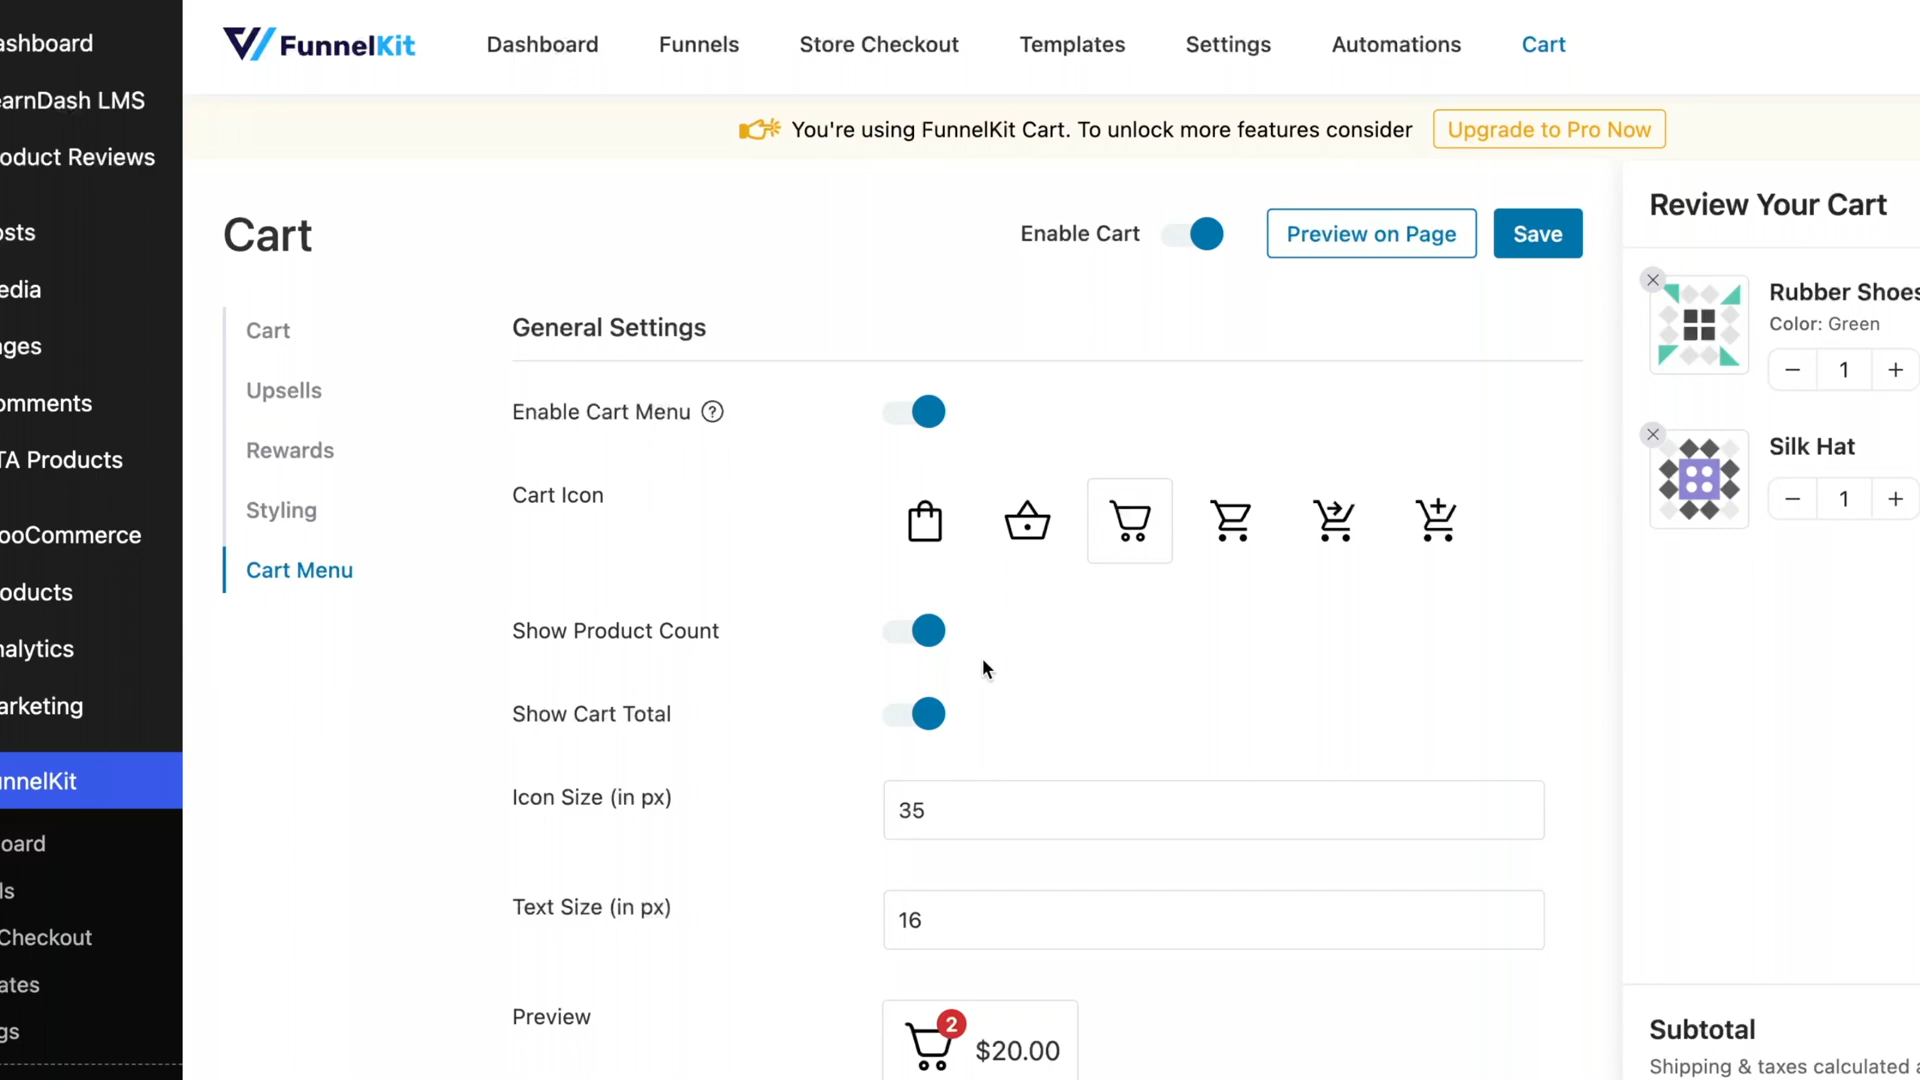 ashboard
earnDash LMS
oduct Reviews
osts
edia
ages
omments
TA Products
ooCommerce
oducts
nalytics
arketing
unnelKit
oard
ls
Checkout
ates
gs
FunnelKit
Dashboard
Funnels
Store Checkout
Templates
Settings
Automations
Cart
You're using FunnelKit Cart. To unlock more features consider
Upgrade to Pro Now
Cart
Enable Cart
Preview on Page
Save
Cart
Upsells
Rewards
Styling
Cart Menu
General Settings
Enable Cart Menu ?
Cart Icon
Show Product Count
Show Cart Total
Icon Size (in px)
35
Text Size (in px)
16
Preview
2
$20.00
Review Your Cart
Rubber Shoes
Color: Green
− 1 +
Silk Hat
− 1 +
Subtotal
Shipping & taxes calculated a